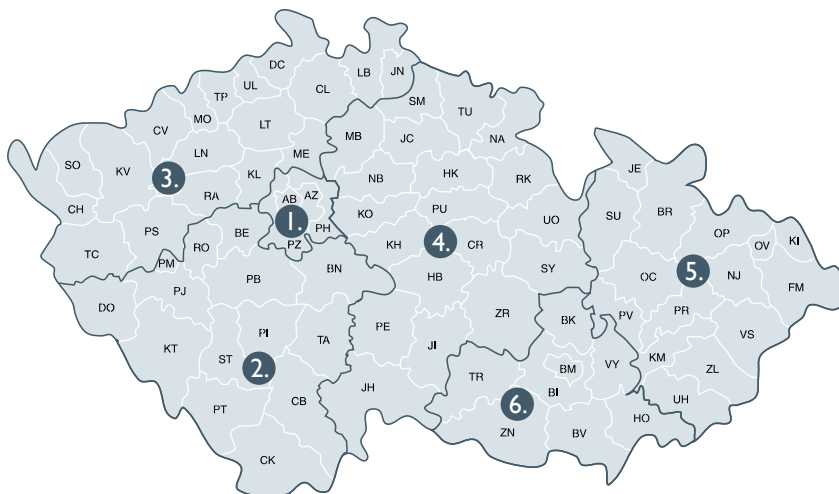 DC
LB
JN
UL
CL
TP
SM
TU
MO
CV
LT
MB
JC
NA
LN
ME
SO
KV
3.
KL
NB
HK
RK
JE
RA
AB
AZ
CH
KO
PU
SU
BR
1.
PH
UO
PS
RO
BE
OP
KI
OV
TC
PM
PZ
KH
4.
CR
HB
SY
BN
OC
5.
NJ
FM
PJ
PB
DO
ZR
PV
PR
BK
KT
PI
TA
PE
JI
VS
ST
2.
KM
TR
BM
VY
ZL
BI
JH
CB
UH
PT
6.
HO
ZN
BV
CK